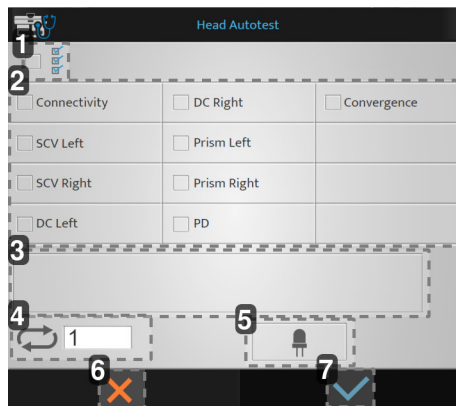 Head Autotest
1
2
Connectivity DC Right Convergence
SCV Left Prism Left
SCV Right Prism Right
DC Left PD
3
4 1
5
6
7